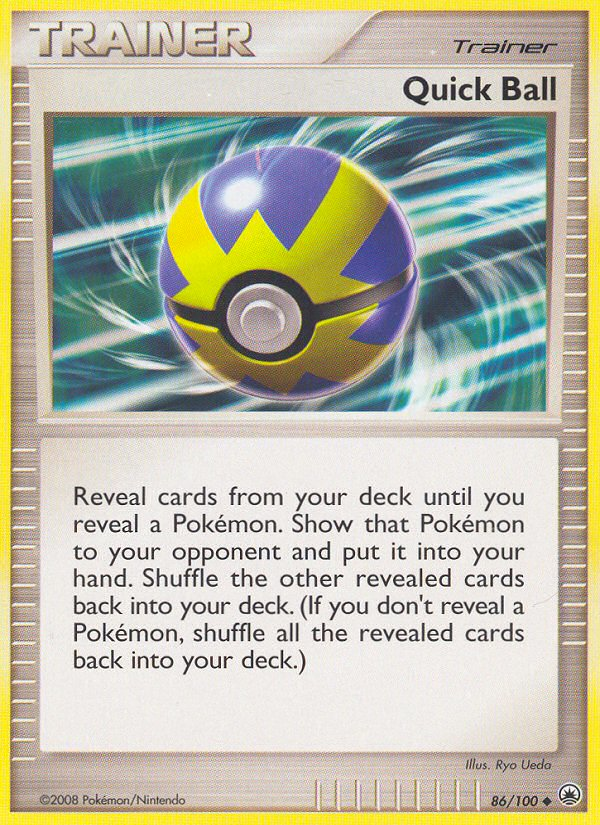 TRAINER
Trainer
Quick Ball
Reveal cards from your deck until you
reveal a Pokémon. Show that Pokémon
to your opponent and put it into your
hand. Shuffle the other revealed cards
back into your deck. (If you don't reveal a
Pokémon, shuffle all the revealed cards
back into your deck.)
Illus. Ryo Ueda
©2008 Pokémon/Nintendo
86/100